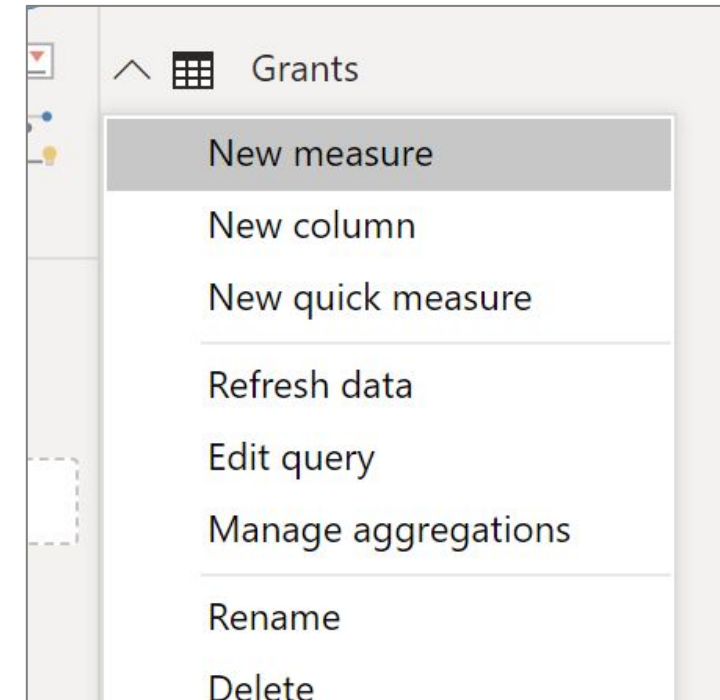 Grants
New measure
New column
New quick measure
Refresh data
Edit query
Manage aggregations
Rename
Delete